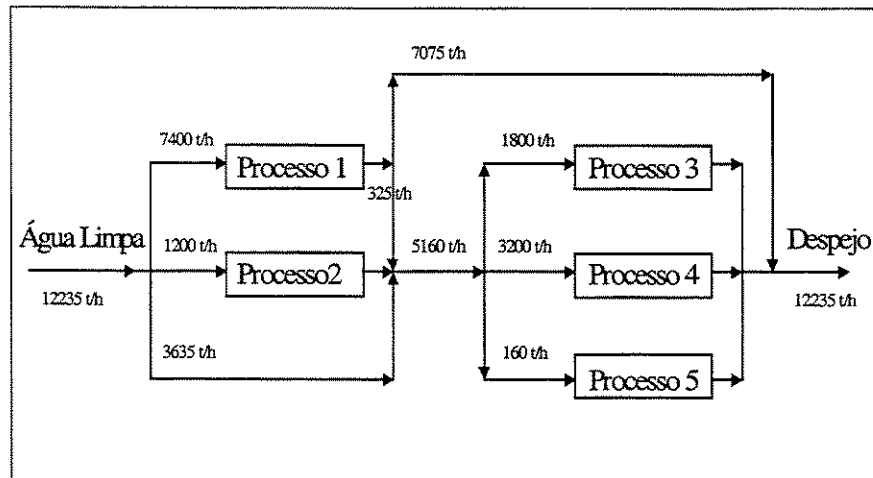 7075 t/h
7400 t/h
1800 t/h
Processo 1
Processo 3
325 t/h
Água Limpa
1200 t/h
5160 t/h
3200 t/h
Despejo
Processo2
Processo 4
12235 t/h
12235 t/h
3635 t/h
160 t/h
Processo 5